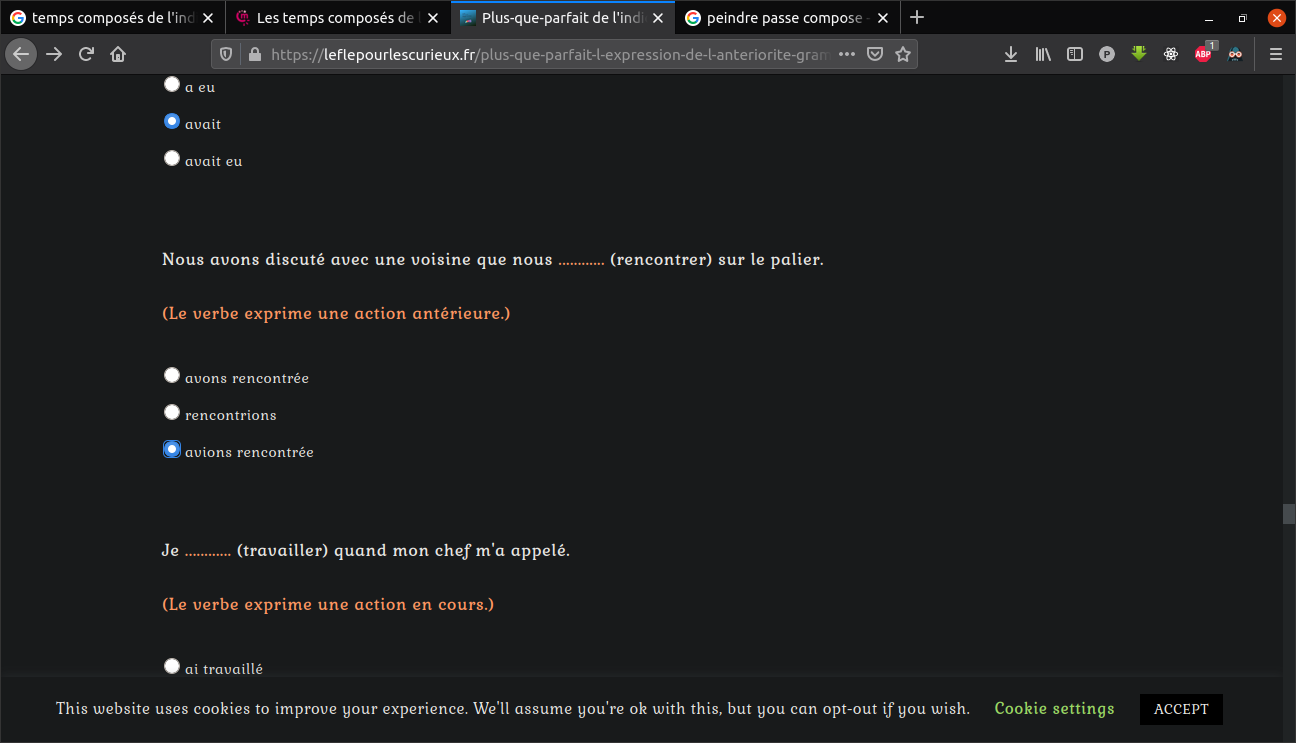 temps composés de l'ind
Les temps composés de l
Plus-que-parfait de l'indi
peindre passe compose -
https://leflepourlescurieux.fr/plus-que-parfait-l-expression-de-l-anteriorite-gram
P
ABP
1
a eu
avait
avait eu
Nous avons discuté avec une voisine que nous ............ (rencontrer) sur le palier.
(Le verbe exprime une action antérieure.)
avons rencontrée
rencontrions
avions rencontrée
Je ............ (travailler) quand mon chef m'a appelé.
(Le verbe exprime une action en cours.)
ai travaillé
This website uses cookies to improve your experience. We'll assume you're ok with this, but you can opt-out if you wish.
Cookie settings
ACCEPT